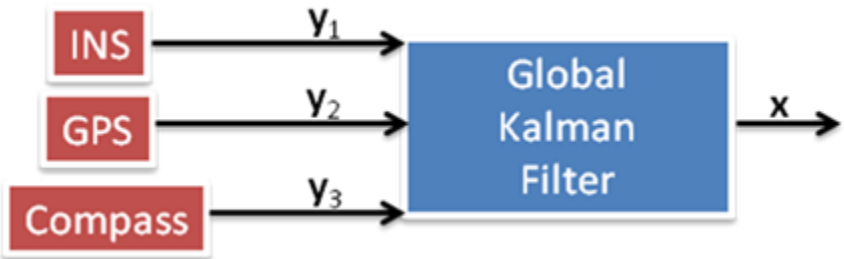 INS
y₁
GPS
y₂
Compass
y₃
Global
Kalman
Filter
x